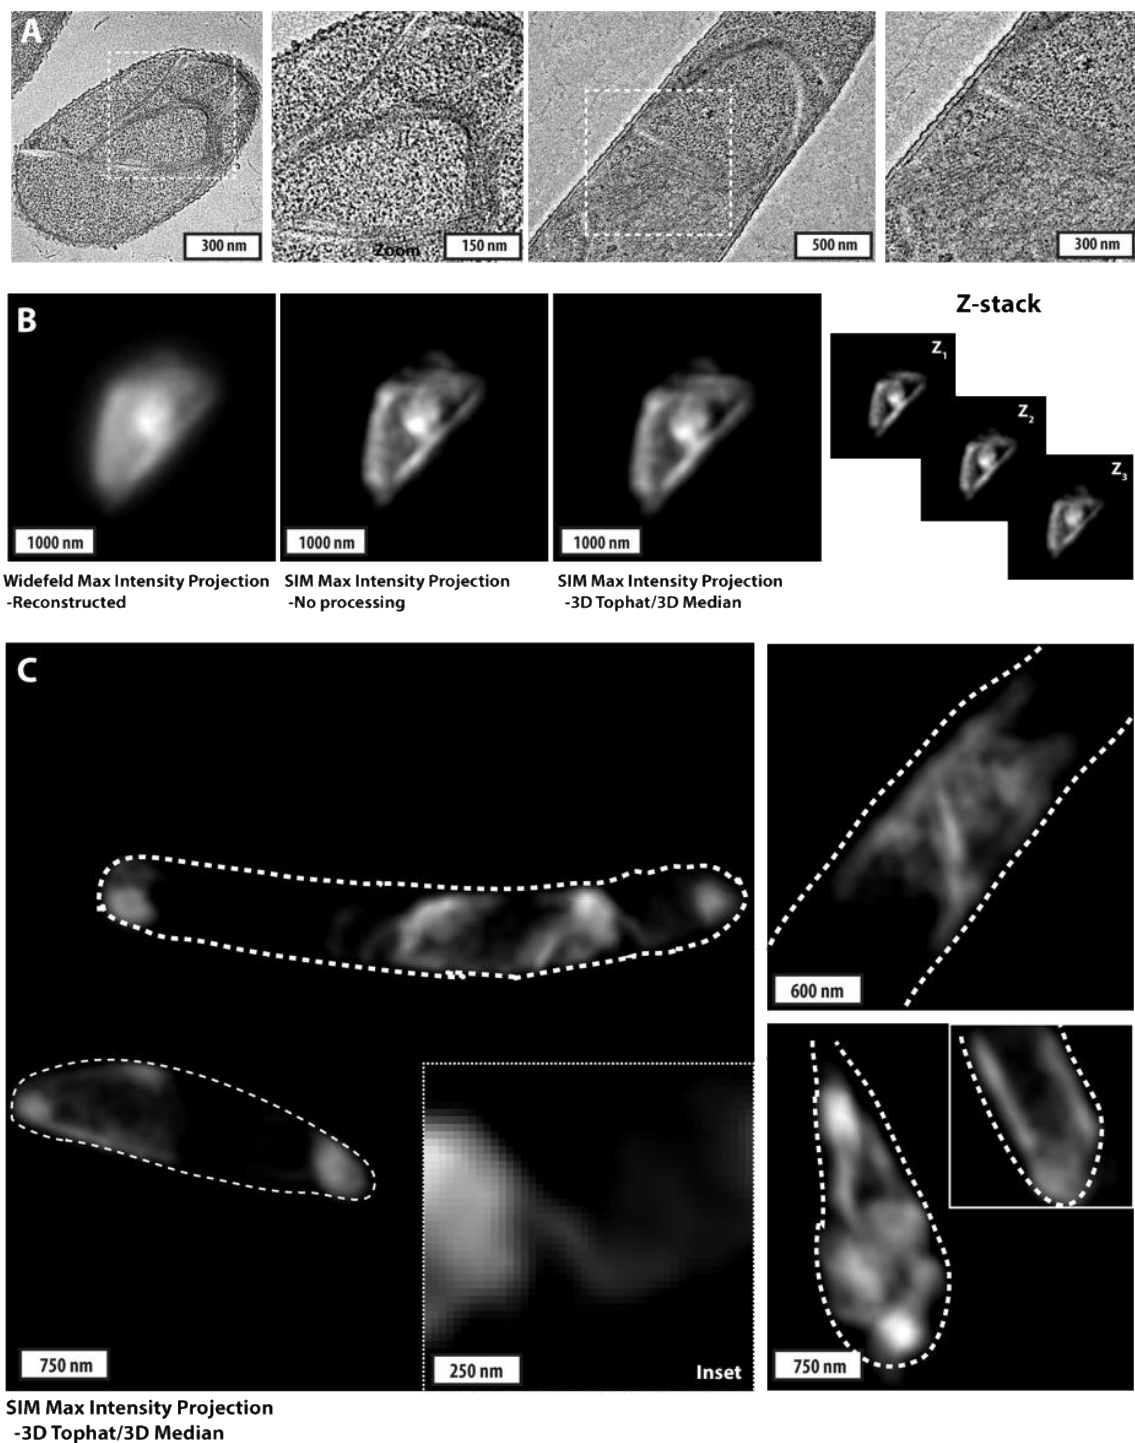 A
300 nm
Zoom
150 nm
500 nm
300 nm
B
Z-stack
Z1
Z2
Z3
1000 nm
1000 nm
1000 nm
Widefeld Max Intensity Projection
-Reconstructed
SIM Max Intensity Projection
-No processing
SIM Max Intensity Projection
-3D Tophat/3D Median
C
600 nm
750 nm
250 nm
Inset
750 nm
SIM Max Intensity Projection
-3D Tophat/3D Median